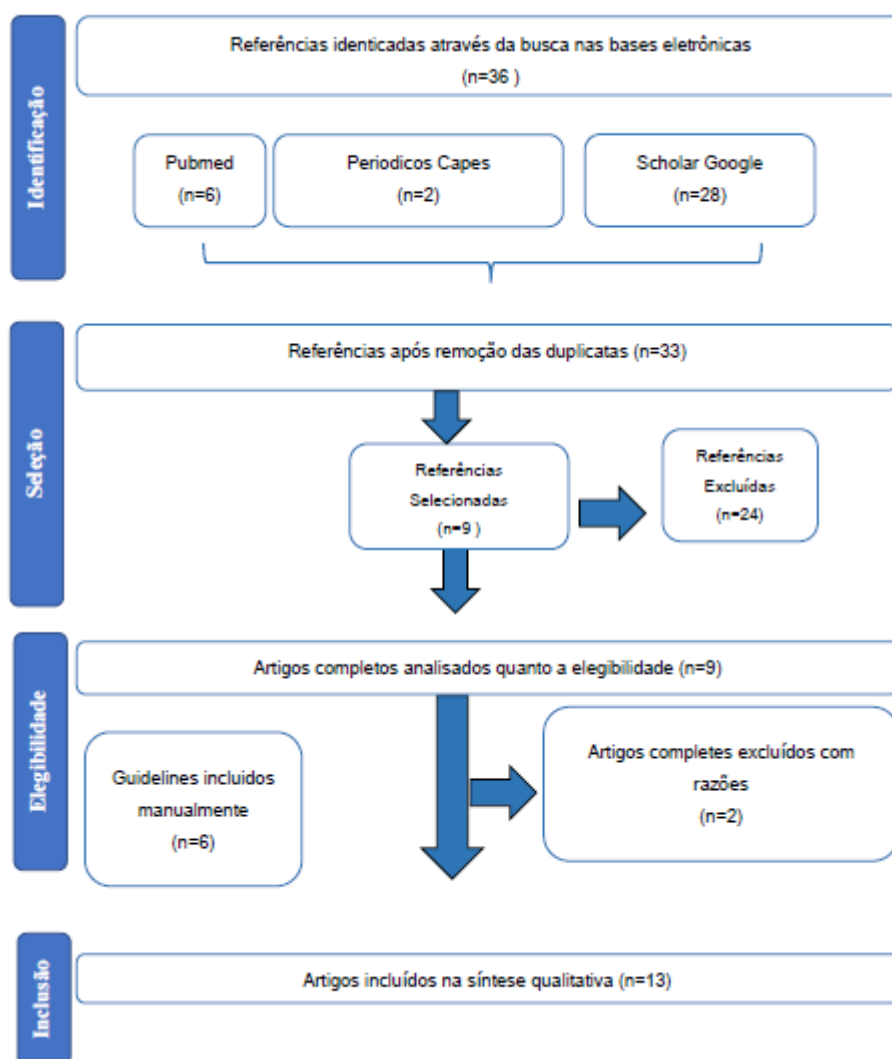 Identificação
Referências identicadas através da busca nas bases eletrônicas
(n=36 )
Pubmed
(n=6)
Periodicos Capes
(n=2)
Scholar Google
(n=28)
Seleção
Referências após remoção das duplicatas (n=33)
Referências
Selecionadas
(n=9 )
Referências
Excluídas
(n=24)
Elegibilidade
Artigos completos analisados quanto a elegibilidade (n=9)
Guidelines incluidos
manualmente
(n=6)
Artigos completes excluídos com
razões
(n=2)
Inclusão
Artigos incluídos na síntese qualitativa (n=13)